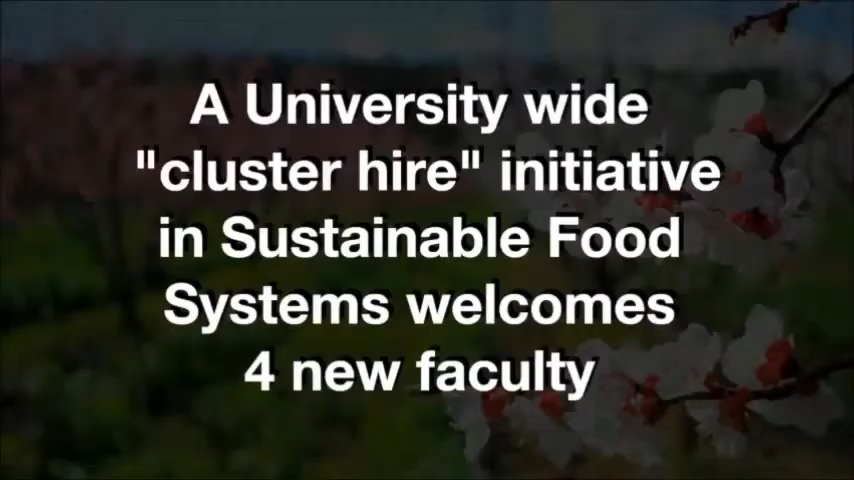 A University wide
"cluster hire" initiative
in Sustainable Food
Systems welcomes
4 new faculty